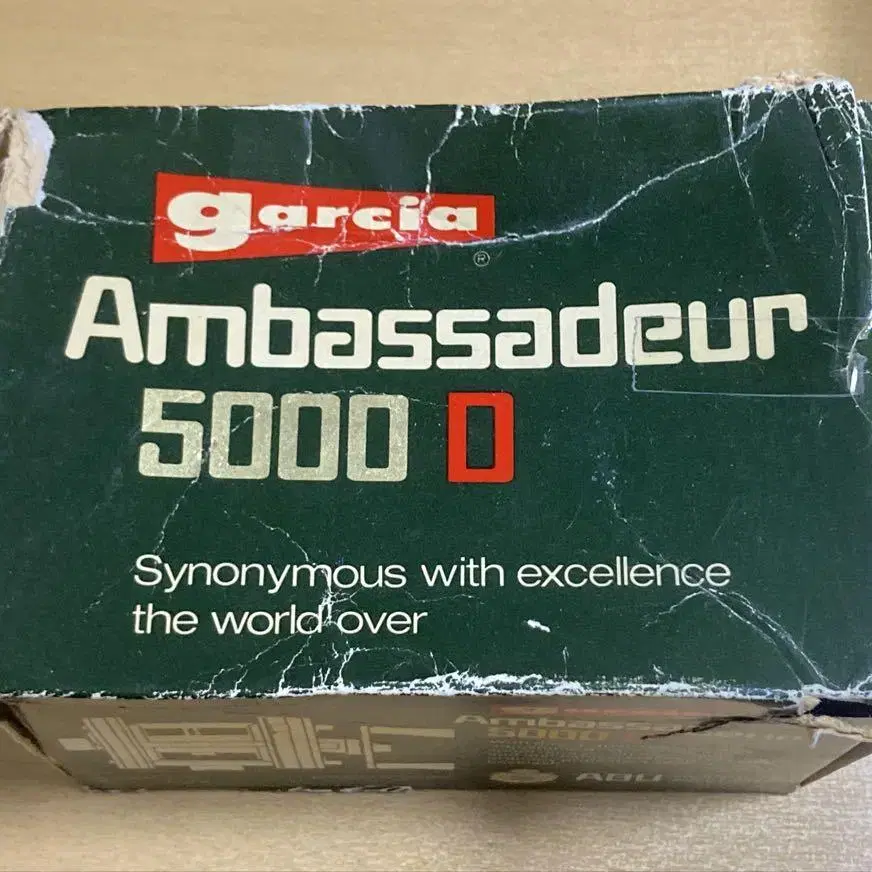 garcia
®
Ambassadeur
5000 D
Synonymous with excellence
the world over
Ambassadeur
5000
ABU